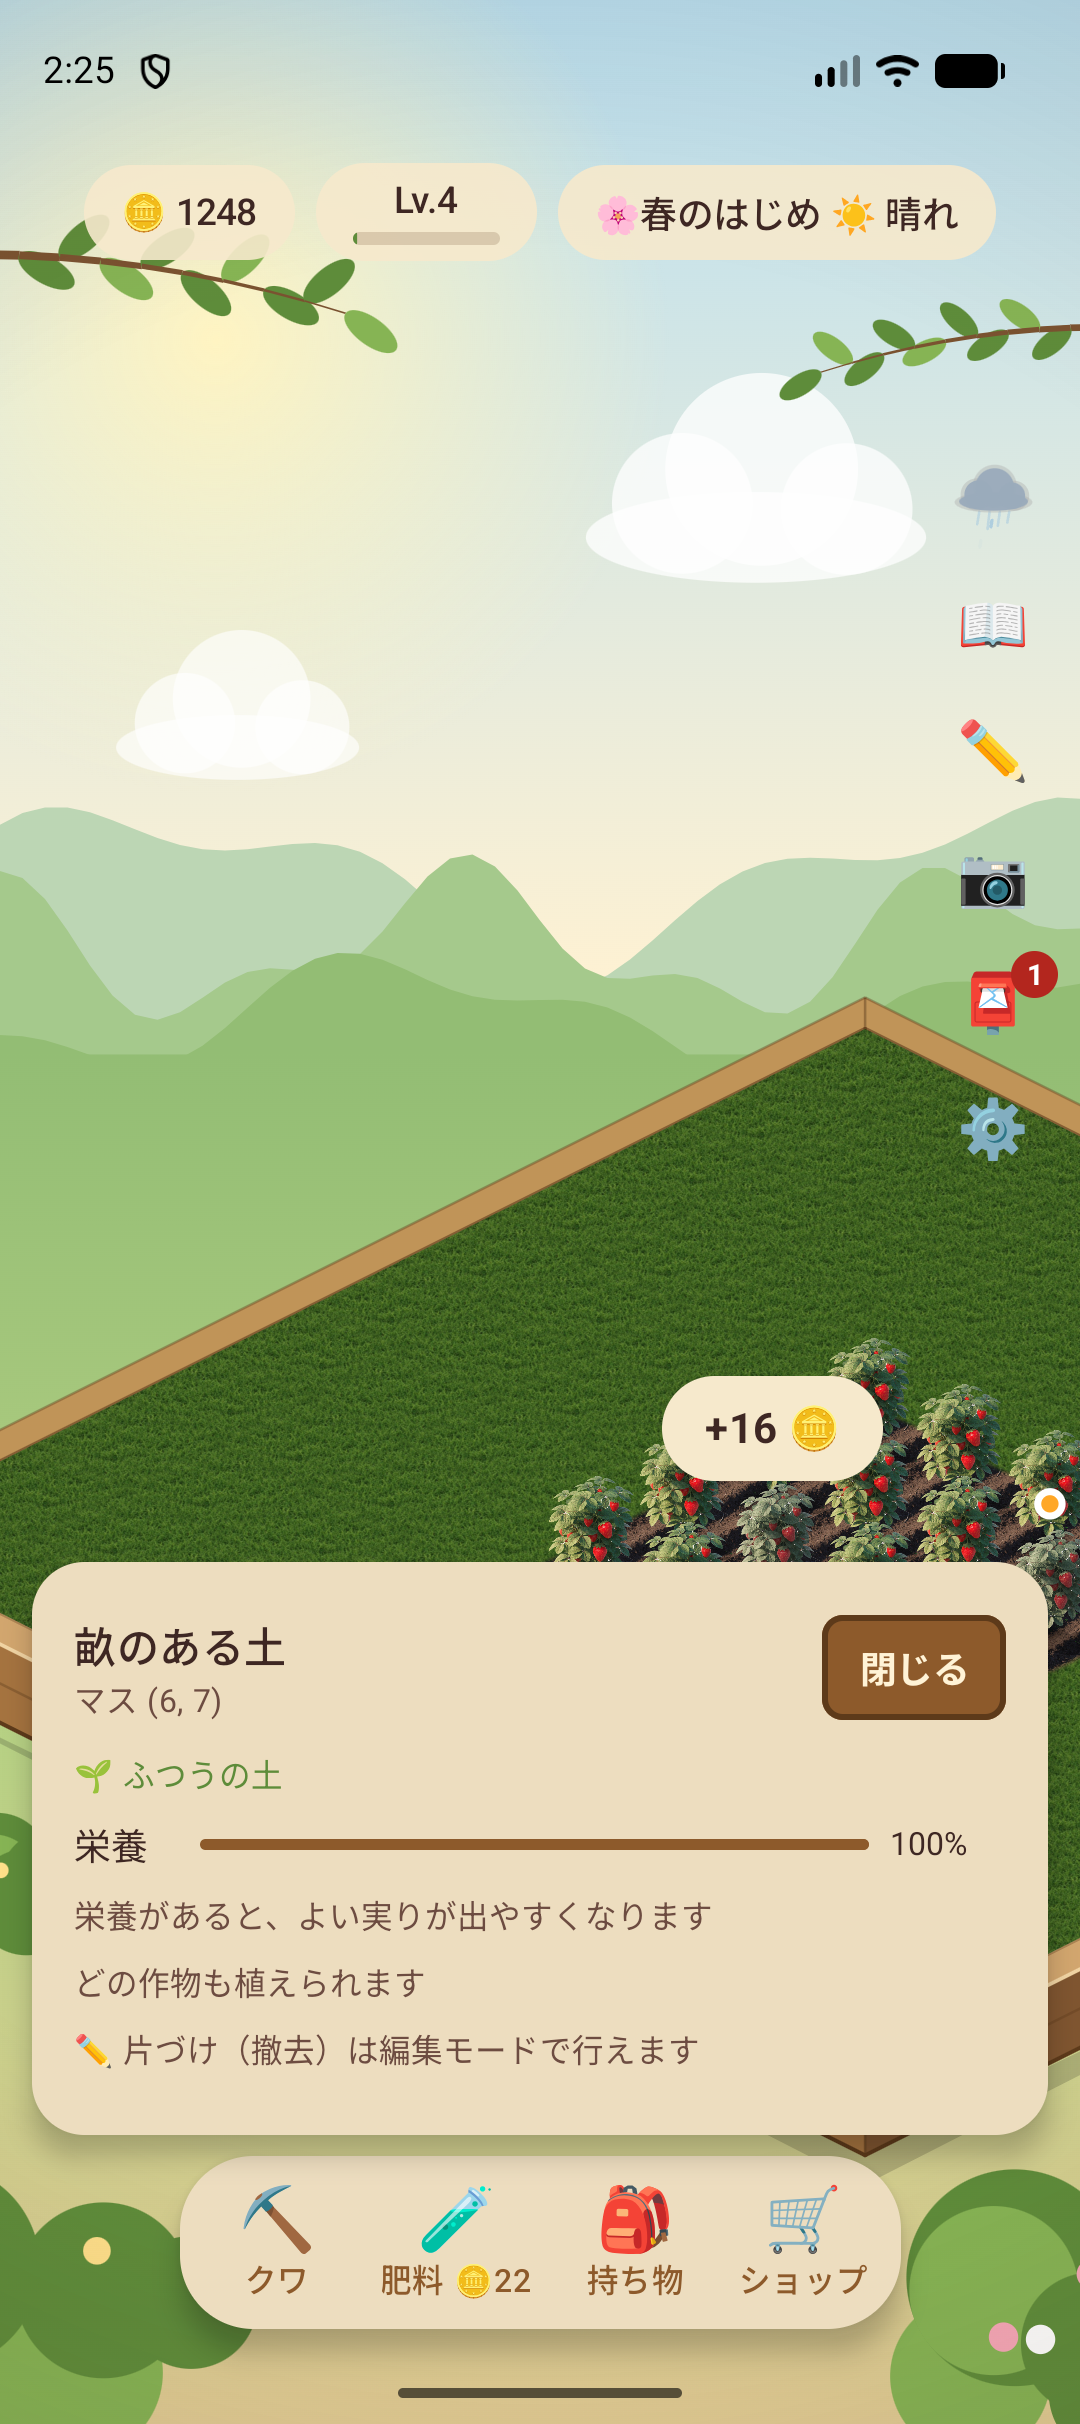 2:25
1248
Lv.4
🌸春のはじめ ☀️ 晴れ
1
+16
畝のある土
閉じる
マス (6, 7)
🌱 ふつうの土
栄養 100%
栄養があると、よい実りが出やすくなります
どの作物も植えられます
✏️ 片づけ（撤去）は編集モードで行えます
クワ
肥料 🪙22
持ち物
ショップ